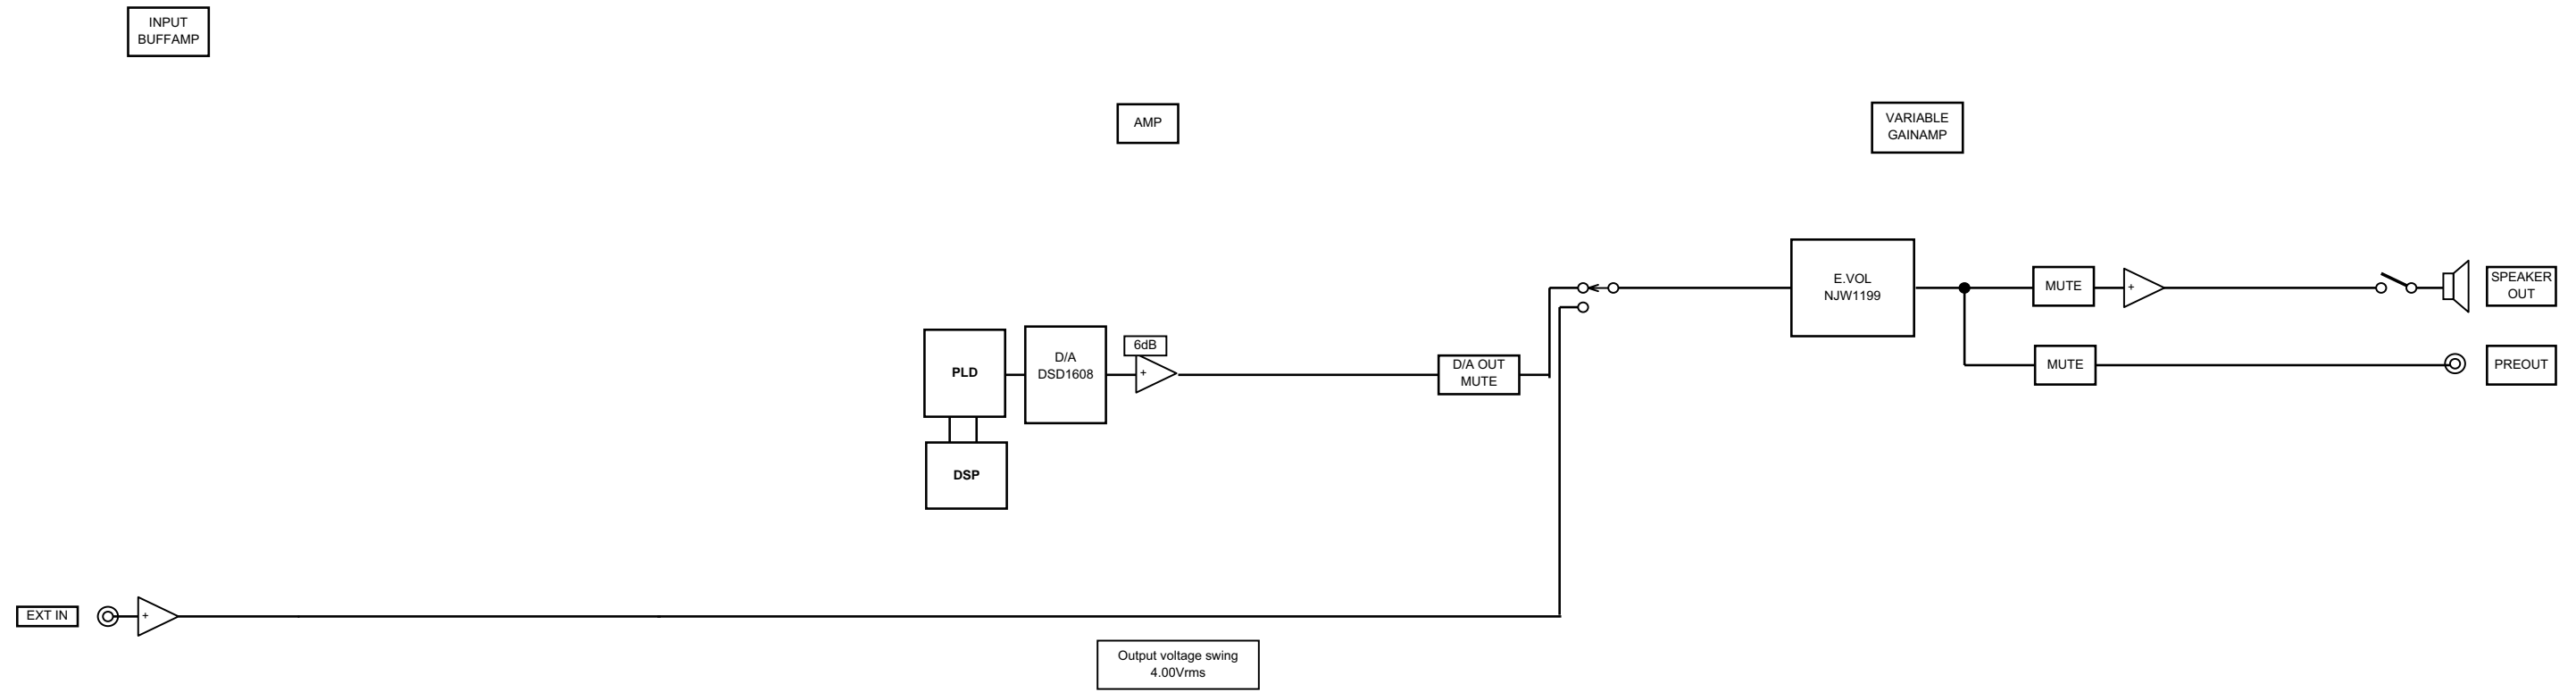 INPUT
BUFFAMP
AMP
VARIABLE
GAINAMP
E.VOL
NJW1199
MUTE
+
SPEAKER
OUT
6dB
D/A
DSD1608
PLD
+
D/A OUT
MUTE
MUTE
PREOUT
DSP
EXT IN
+
Output voltage swing
4.00Vrms